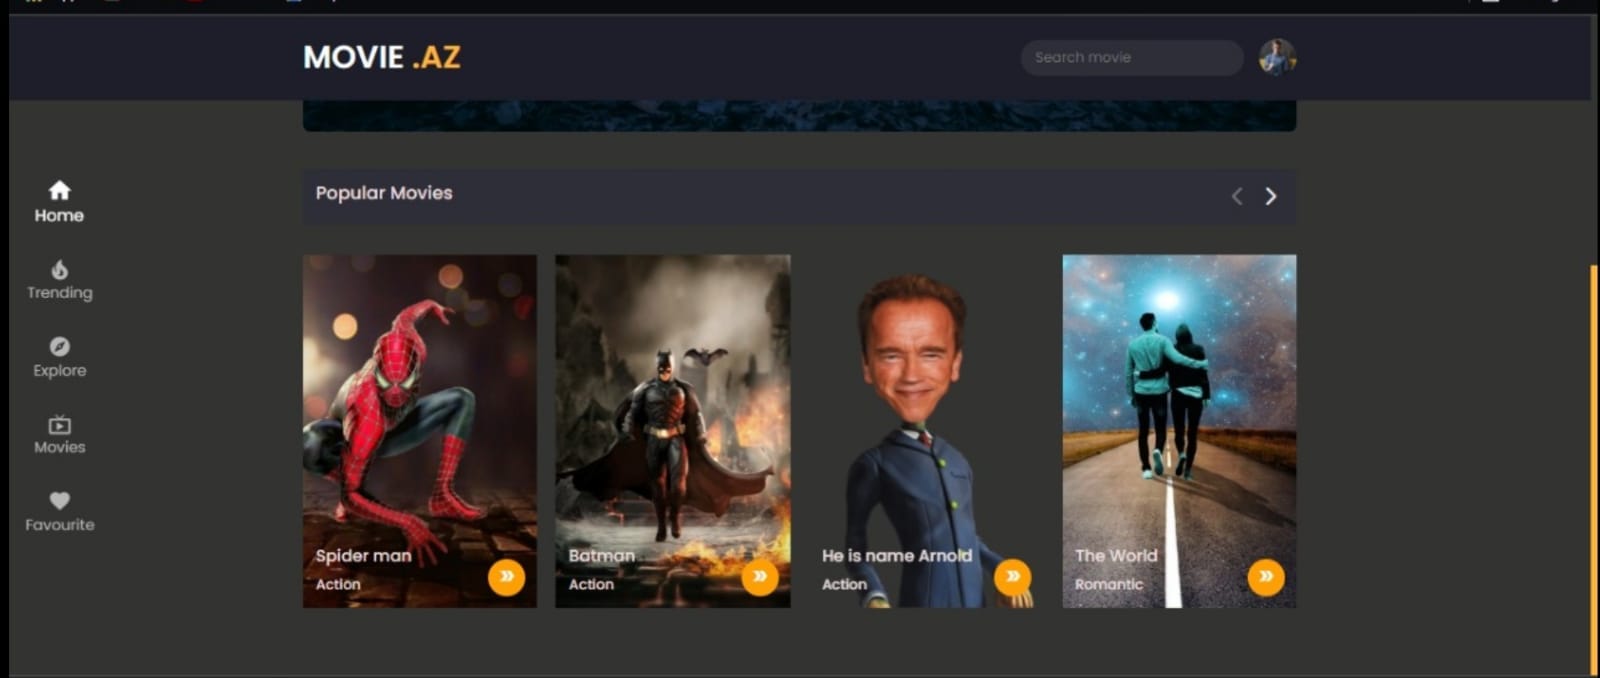 MOVIE .AZ
Search movie
Home
Trending
Explore
Movies
Favourite
Popular Movies
Spider man
Action
Batman
Action
He is name Arnold
Action
The World
Romantic